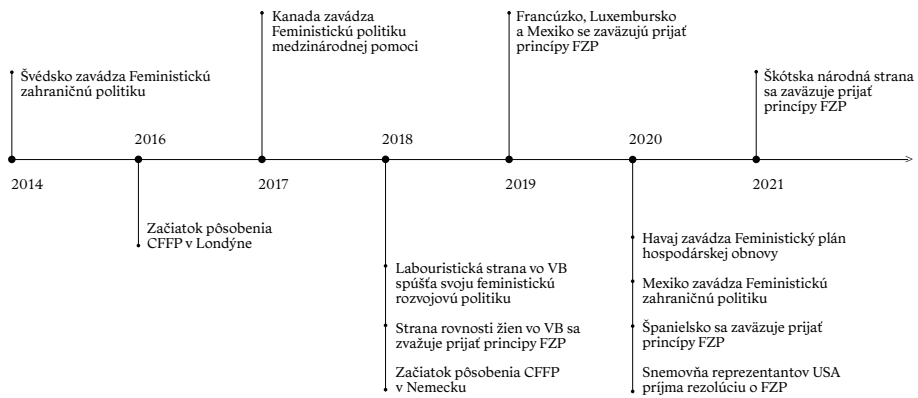 Kanada zavádza
Feministickú politiku
medzinárodnej pomoci
Francúzko, Luxembursko
a Mexiko se zaväzujú prijať
princípy FZP
Švédsko zavádza Feministickú
zahraničnú politiku
Škótska národná strana
sa zaväzuje prijať
princípy FZP
2016
2018
2020
2014
2017
2019
2021
Začiatok pôsobenia
CFFP v Londýne
Labouristická strana vo VB
spúšťa svoju feministickú
rozvojovú politiku
Strana rovnosti žien vo VB sa
zvažuje prijať principy FZP
Začiatok pôsobenia CFFP
v Nemecku
Havaj zavádza Feministický plán
hospodárskej obnovy
Mexiko zavádza Feministickú
zahraničnú politiku
Španielsko sa zaväzuje prijať
princípy FZP
Snemovňa reprezentantov USA
príjma rezolúciu o FZP